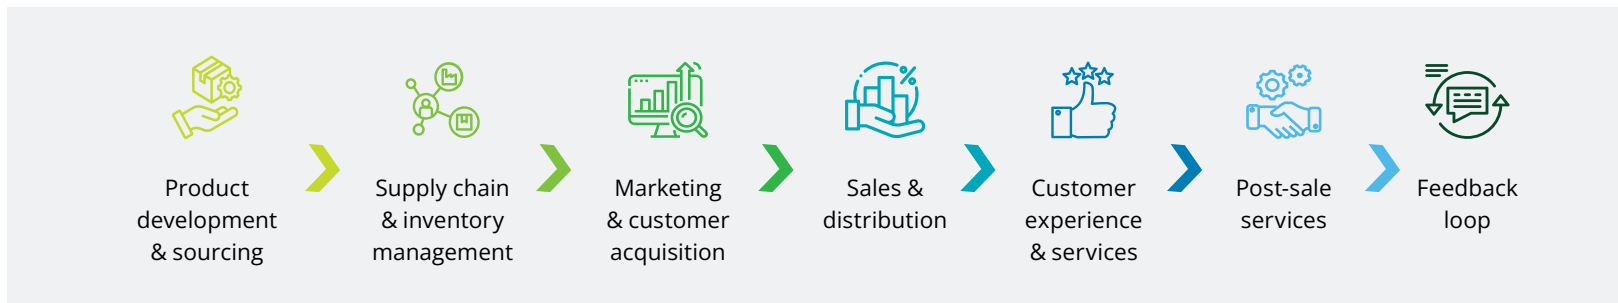 Product
development
& sourcing
Supply chain
& inventory
management
Marketing
& customer
acquisition
Sales &
distribution
Customer
experience
& services
Post-sale
services
Feedback
loop